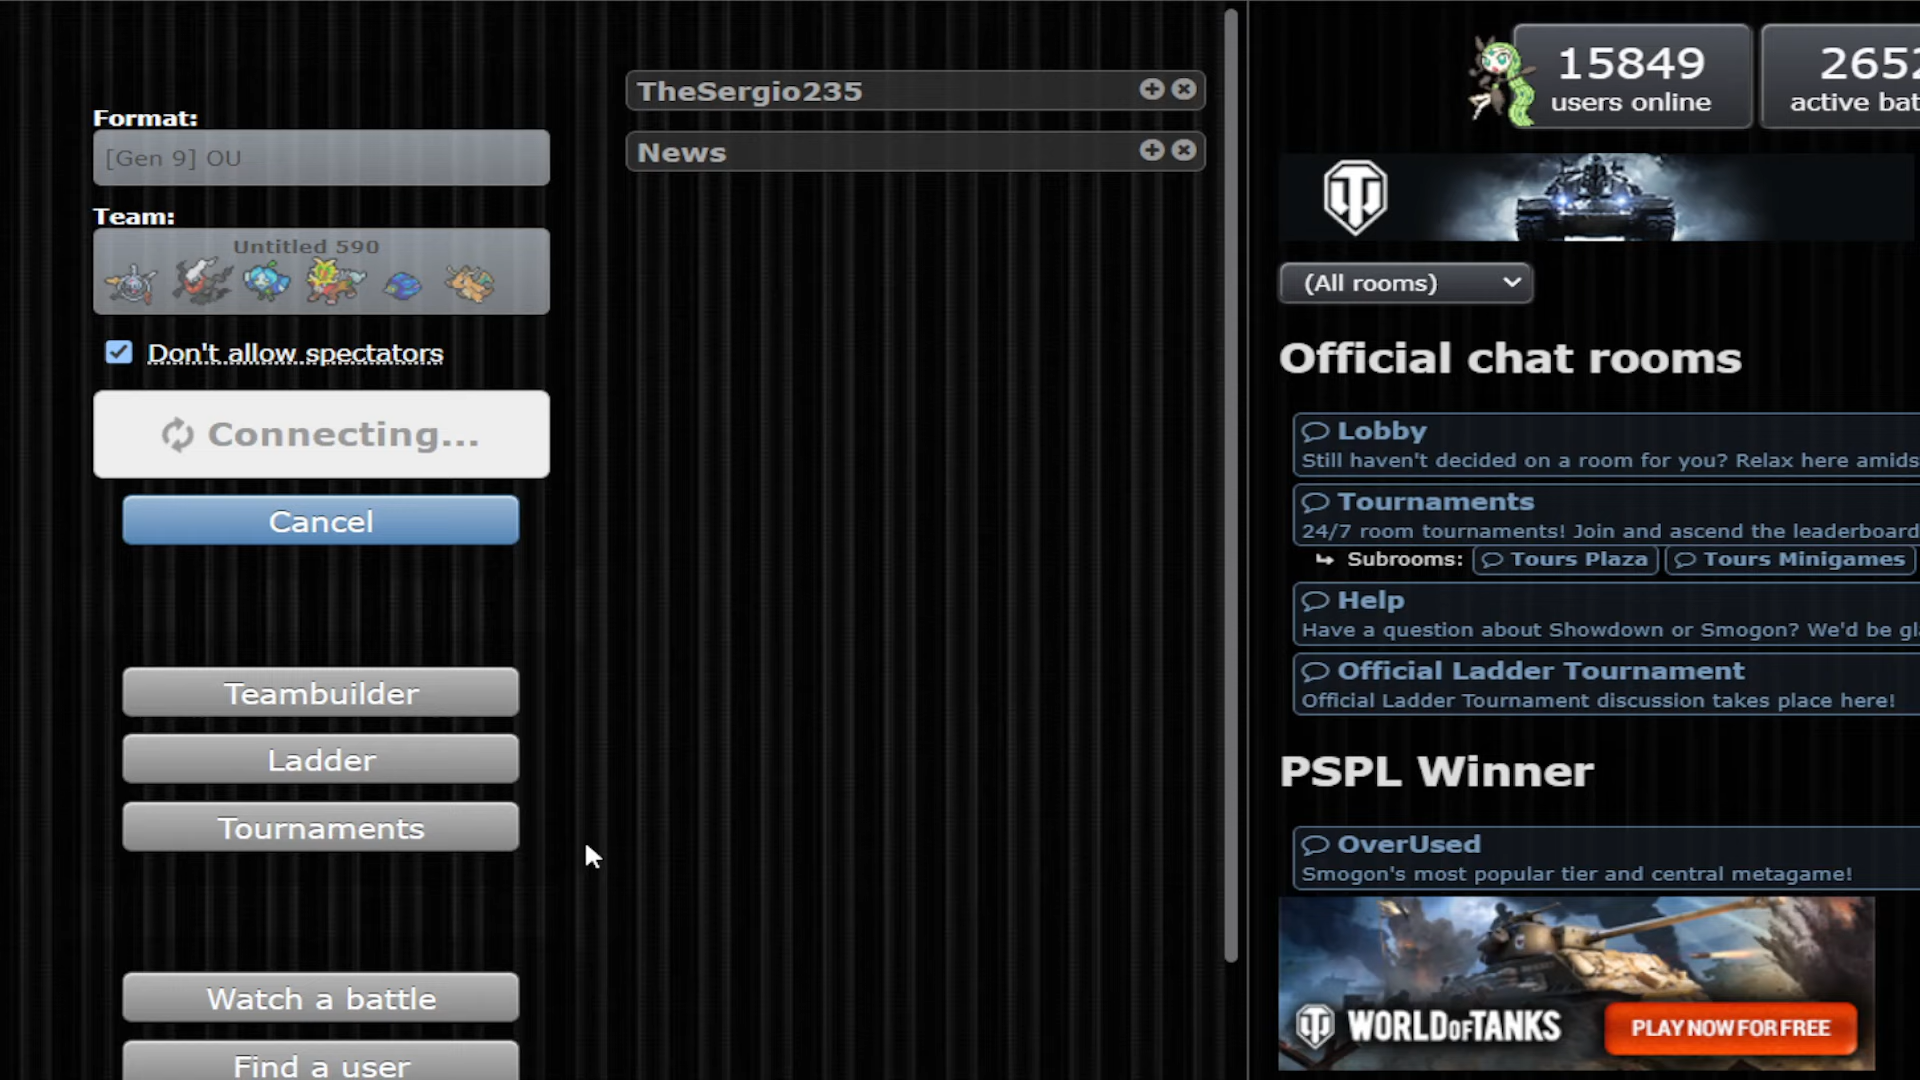 Format:
[Gen 9] OU
Team:
Untitled 590
Don't allow spectators
Connecting...
Cancel
Teambuilder
Ladder
Tournaments
Watch a battle
Find a user
TheSergio235
News
15849
users online
2652
active bat
(All rooms)
Official chat rooms
Lobby
Still haven't decided on a room for you? Relax here amids
Tournaments
24/7 room tournaments! Join and ascend the leaderboard
Subrooms: Tours Plaza Tours Minigames
Help
Have a question about Showdown or Smogon? We'd be gl
Official Ladder Tournament
Official Ladder Tournament discussion takes place here!
PSPL Winner
OverUsed
Smogon's most popular tier and central metagame!
WORLD OF TANKS
PLAY NOW FOR FREE